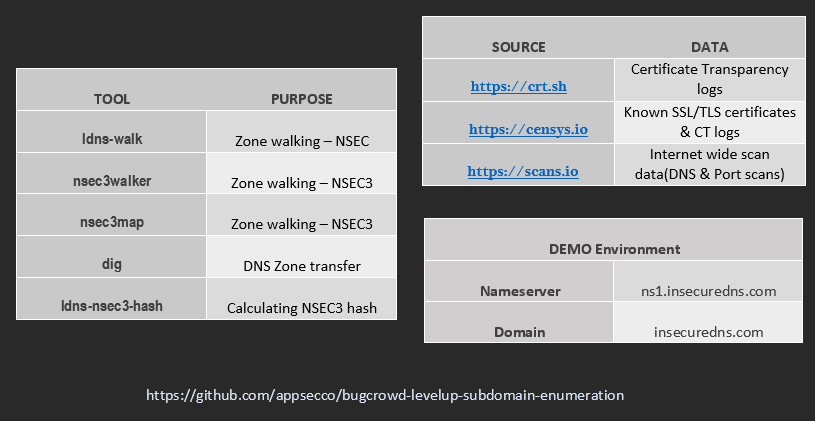 TOOL PURPOSE
ldns-walk Zone walking – NSEC
nsec3walker Zone walking – NSEC3
nsec3map Zone walking – NSEC3
dig DNS Zone transfer
ldns-nsec3-hash Calculating NSEC3 hash
SOURCE DATA
https://crt.sh Certificate Transparency
logs
https://censys.io Known SSL/TLS certificates
& CT logs
https://scans.io Internet wide scan
data(DNS & Port scans)
DEMO Environment
Nameserver ns1.insecuredns.com
Domain insecuredns.com
https://github.com/appsecco/bugcrowd-levelup-subdomain-enumeration